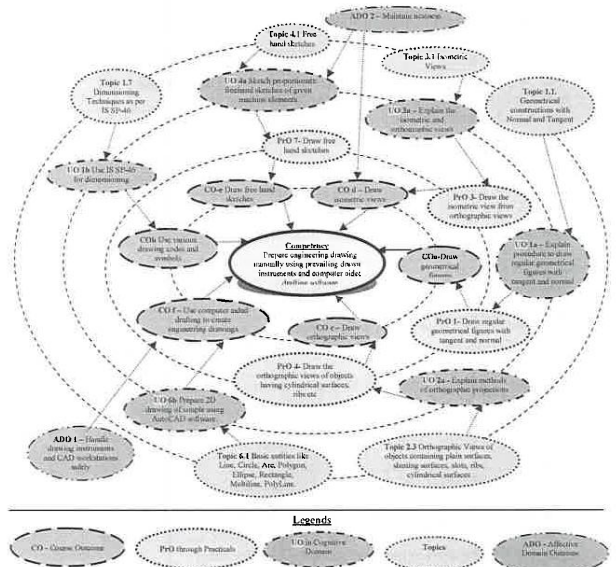 ADO 2 – Maintain neatness
Topic 4.1 Free
hand sketches
Topic 3.1 Isometric
Views
Topic 1.7
Dimensioning
Techniques as per
IS SP-46
UO 4a Sketch proportionate
freehand sketches of given
machine elements
UO 3a – Explain the
isometric and
orthographic views
Topic 1.1.
Geometrical
constructions with
Normal and Tangent
PrO 7– Draw free
hand sketches
UO 1b Use IS SP-46
for dimensioning
CO-e Draw free hand
sketches
CO d – Draw
isometric views
PrO 3- Draw the
isometric view from
orthographic views
COb Use various
drawing codes and
symbols
Competency
Prepare engineering drawing
manually using prevailing drawing
instruments and computer aided
drafting software
COa-Draw
geometrical
figures
UO 1a – Explain
procedure to draw
regular geometrical
figures with
tangent and normal
CO f – Use computer aided
drafting to create
engineering drawings
CO c – Draw
orthographic views
PrO 1– Draw regular
geometrical figures with
tangent and normal
PrO 4- Draw the
orthographic views of objects
having cylindrical surfaces,
ribs etc
UO 2a – Explain methods
of orthographic projections
UO 6b Prepare 2D
drawing of sample using
AutoCAD software
ADO 1 – Handle
drawing instruments
and CAD workstations
safely
Topic 6.1 Basic entities like
Line, Circle, Arc, Polygon,
Ellipse, Rectangle,
Multiline, PolyLine.
Topic 2.3 Orthographic Views of
objects containing plain surfaces,
slanting surfaces, slots, ribs,
cylindrical surfaces
Legends
CO - Course Outcome
PrO through Practicals
UO in Cognitive
Domain
Topics
ADO - Affective
Domain Outcome